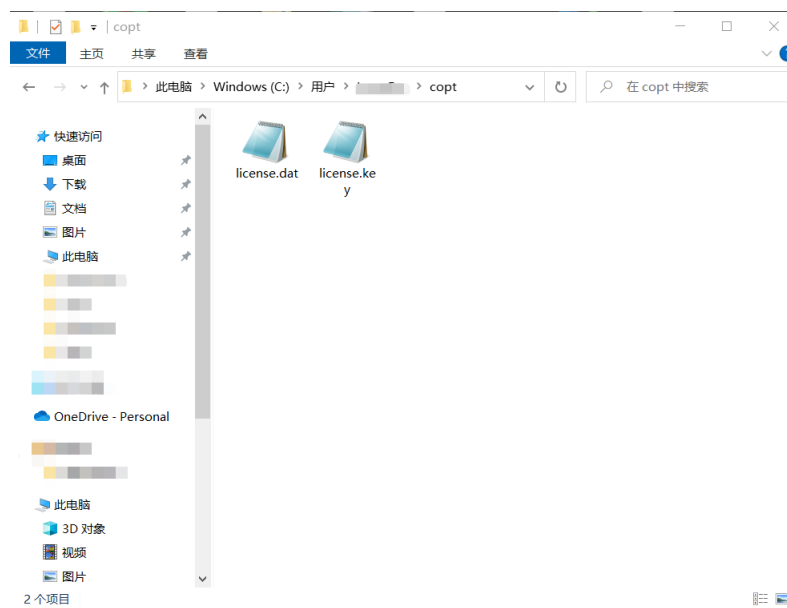 copt
文件 主页 共享 查看
此电脑 Windows (C:) 用户 copt 在 copt 中搜索
快速访问
桌面
下载
文档
图片
此电脑
OneDrive - Personal
此电脑
3D 对象
视频
图片
license.dat
license.ke
y
2 个项目